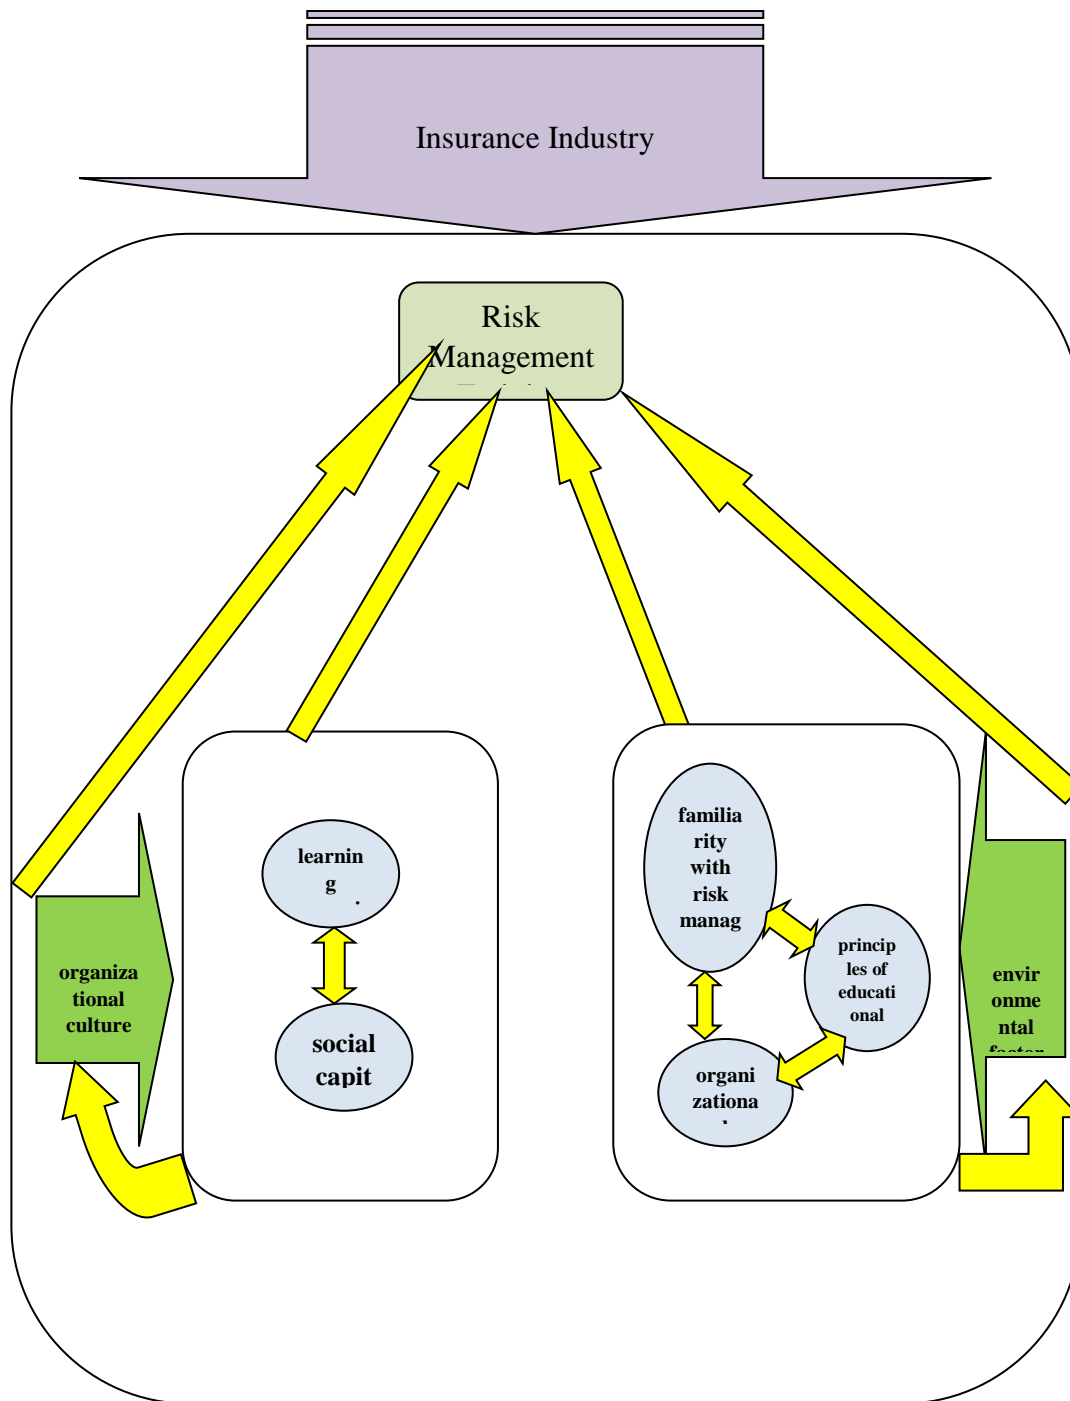 Insurance Industry
Risk
Management
learnin
g
social
capit
familia
rity
with
risk
manag
princip
les of
educati
onal
organi
zationa
organiza
tional
culture
envir
onme
ntal
factor